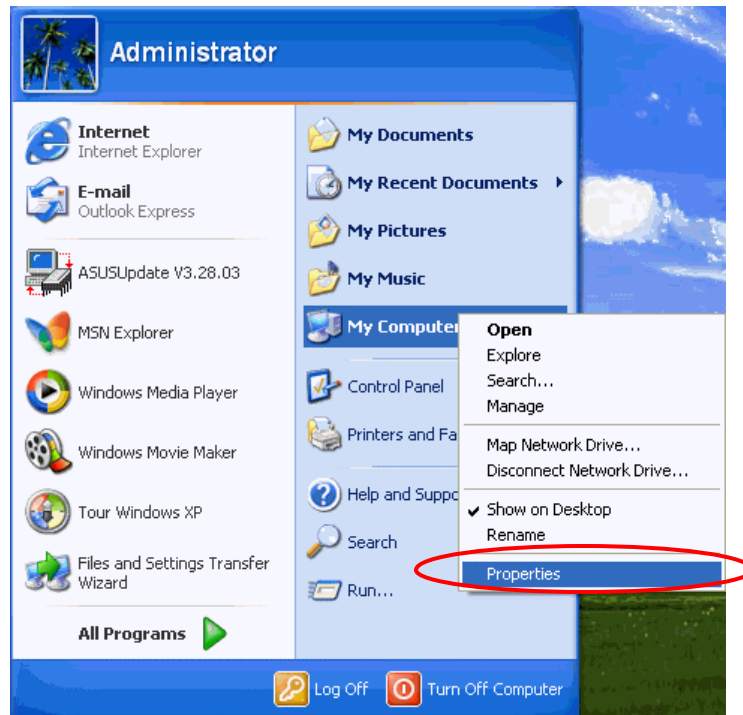 Administrator
Internet
Internet Explorer
E-mail
Outlook Express
ASUSUpdate V3.28.03
MSN Explorer
Windows Media Player
Windows Movie Maker
Tour Windows XP
Files and Settings Transfer
Wizard
All Programs
My Documents
My Recent Documents
My Pictures
My Music
My Computer
Control Panel
Printers and Fa
Help and Suppo
Search
Run...
Open
Explore
Search...
Manage
Map Network Drive...
Disconnect Network Drive...
Show on Desktop
Rename
Properties
Log Off
Turn Off Computer